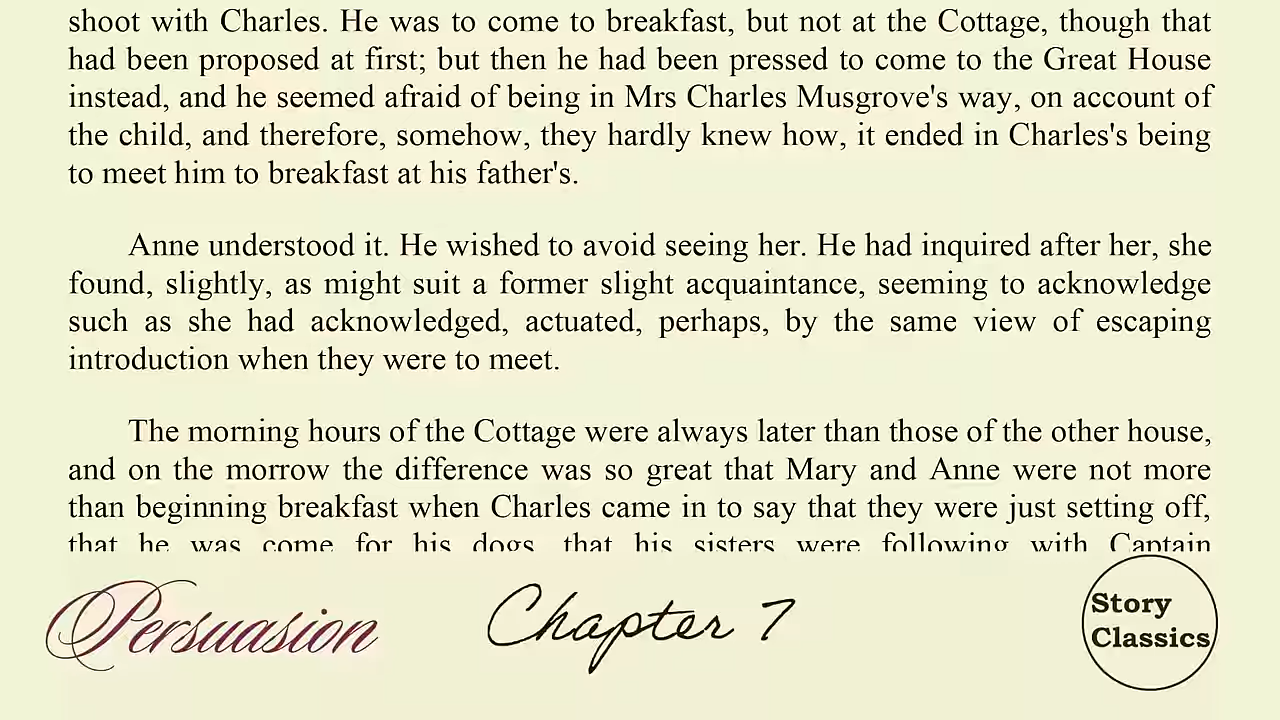 shoot with Charles. He was to come to breakfast, but not at the Cottage, though that
had been proposed at first; but then he had been pressed to come to the Great House
instead, and he seemed afraid of being in Mrs Charles Musgrove's way, on account of
the child, and therefore, somehow, they hardly knew how, it ended in Charles's being
to meet him to breakfast at his father's.
Anne understood it. He wished to avoid seeing her. He had inquired after her, she
found, slightly, as might suit a former slight acquaintance, seeming to acknowledge
such as she had acknowledged, actuated, perhaps, by the same view of escaping
introduction when they were to meet.
The morning hours of the Cottage were always later than those of the other house,
and on the morrow the difference was so great that Mary and Anne were not more
than beginning breakfast when Charles came in to say that they were just setting off,
that he was come for his dogs, that his sisters were following with Captain
Persuasion
Chapter 7
Story
Classics